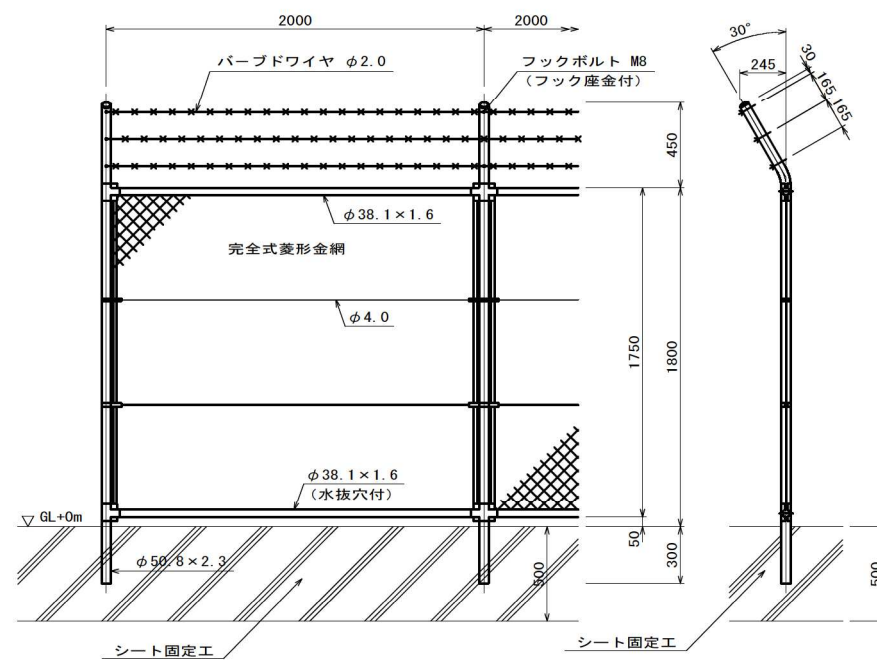 2000
2000
バーブドワイヤ φ2.0
フックボルト M8
(フック座金付)
30°
245
30
165
165
450
φ38.1×1.6
完全式菱形金網
φ4.0
1750
1800
φ38.1×1.6
(水抜穴付)
GL+0m
50
300
φ50.8×2.3
500
500
シート固定工
シート固定工